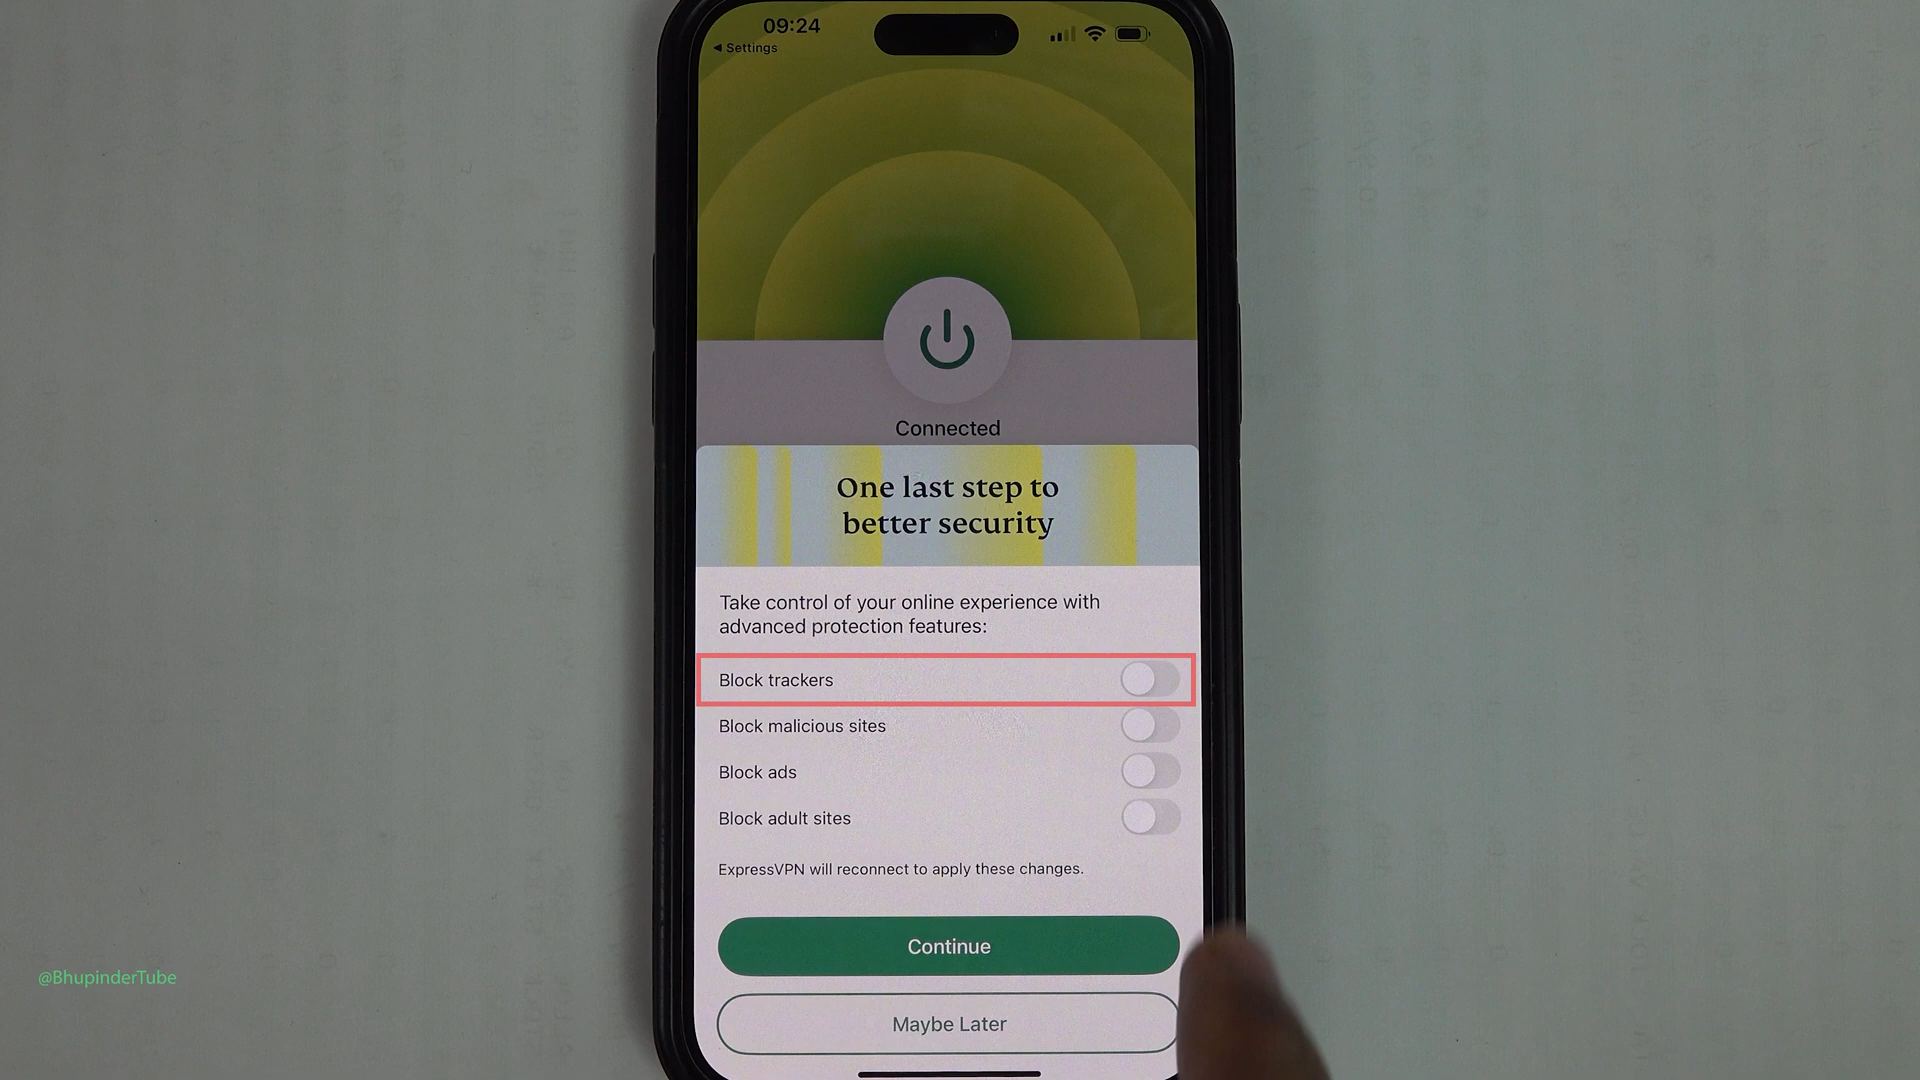 09:24
◀ Settings
Connected
One last step to
better security
Take control of your online experience with
advanced protection features:
Block trackers
Block malicious sites
Block ads
Block adult sites
ExpressVPN will reconnect to apply these changes.
Continue
Maybe Later
@BhupinderTube